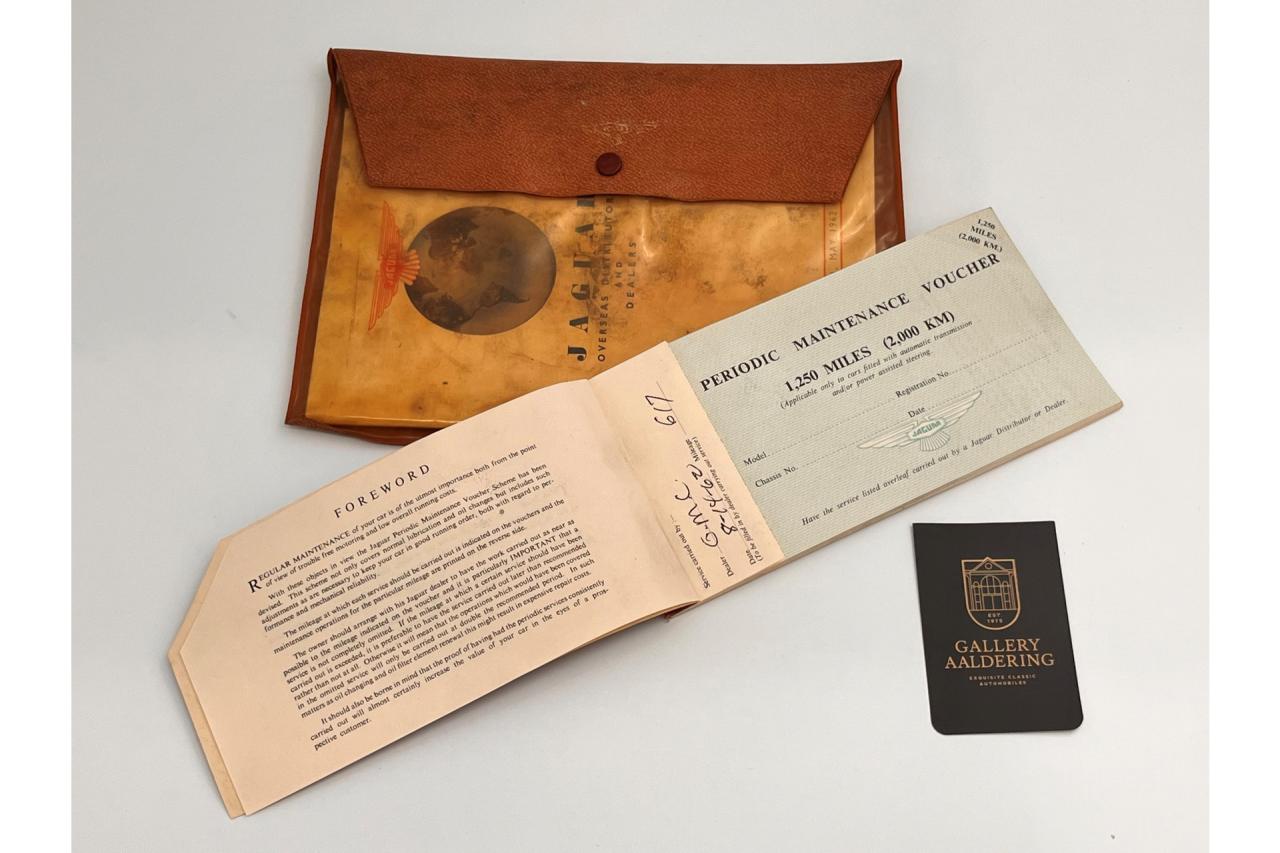 JAGUAR
JAGUAR
OVERSEAS DISTRIBUTORS
AND
DEALERS
MAY 1962
FOREWORD
REGULAR MAINTENANCE of your car is of the utmost importance both from the point
of view of trouble free motoring and low overall running costs.
With these objects in view the Jaguar Periodic Maintenance Voucher Scheme has been
devised. This scheme not only covers normal lubrication and oil changes but includes such
adjustments as are necessary to keep your car in good running order, both with regard to per-
formance and mechanical reliability.
The mileage at which each service should be carried out is indicated on the vouchers and the
maintenance operations for the particular mileage are printed on the reverse side.
The owner should arrange with his Jaguar dealer to have the work carried out as near as
possible to the mileage indicated on the voucher and it is particularly IMPORTANT that a
service is not completely omitted. If the mileage at which a certain service should have been
carried out is exceeded, it is preferable to have the service carried out later than recommended
rather than not at all. Otherwise it will mean that the operations which would have been covered
in the omitted service will only be carried out at double the recommended period. In such
matters as oil changing and oil filter element renewal this might result in expensive repair costs.
It should also be borne in mind that the proof of having had the periodic services consistently
carried out will almost certainly increase the value of your car in the eyes of a pros-
pective customer.
Service carried out by :—
Dealer G.M.C.
Date 8-14-62 Mileage 617
(To be filled in by dealer carrying out service)
1,250
MILES
(2,000 KM.)
PERIODIC MAINTENANCE VOUCHER
1,250 MILES (2,000 KM)
(Applicable only to cars fitted with automatic transmission
and/or power assisted steering
Model
Registration No.
Chassis No.
Date
JAGUAR
Have the service listed overleaf carried out by a Jaguar Distributor or Dealer.
EST
1975
GALLERY
AALDERING
EXQUISITE CLASSIC
AUTOMOBILES